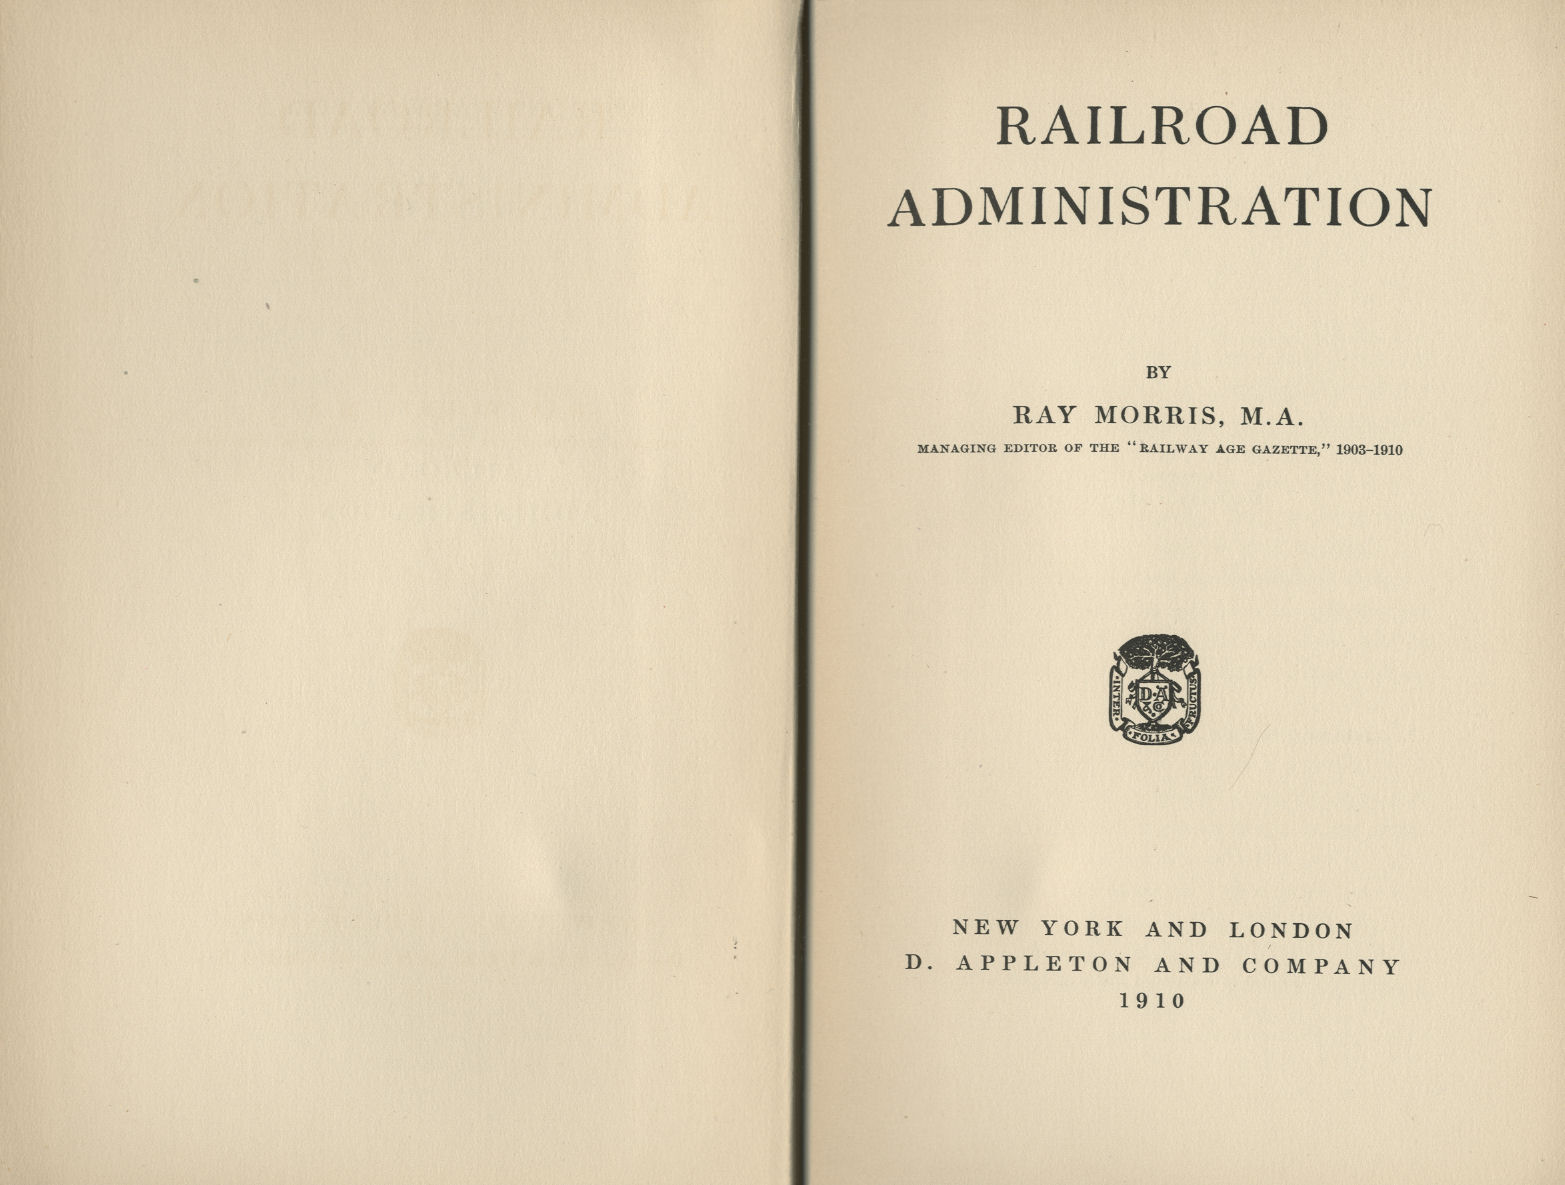 RAILROAD
ADMINISTRATION
BY
RAY MORRIS, M.A.
MANAGING EDITOR OF THE “RAILWAY AGE GAZETTE,” 1903–1910
INTER
D·A
& Co
FRUCTUS
FOLIA
NEW YORK AND LONDON
D. APPLETON AND COMPANY
1910